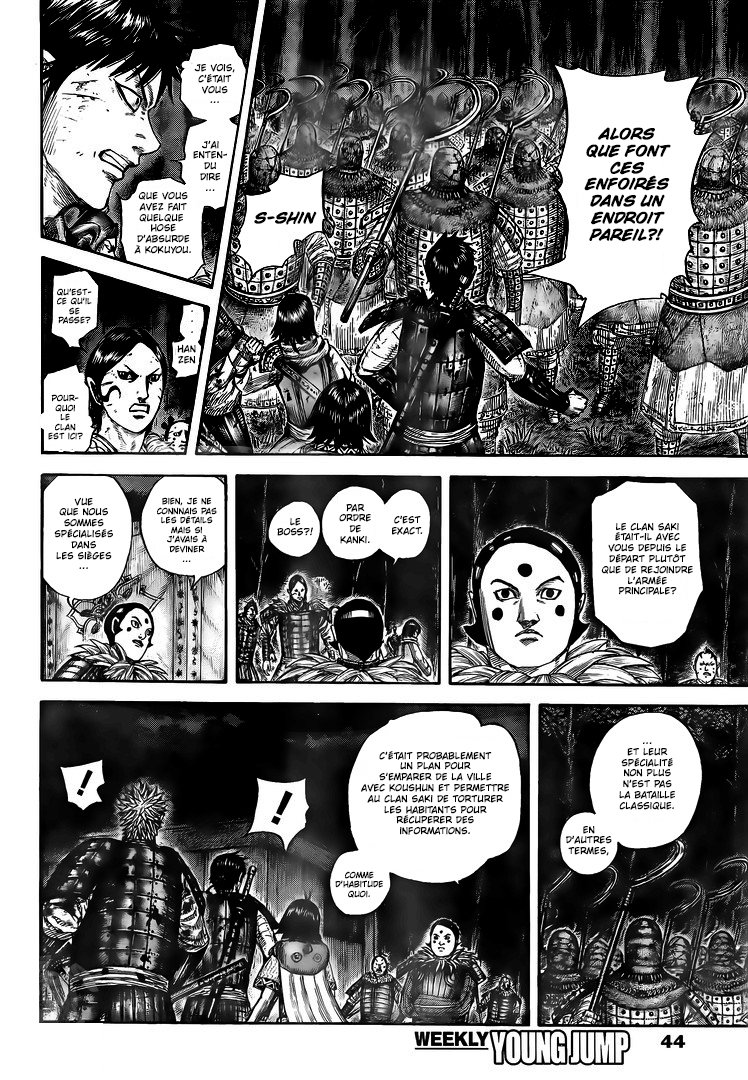 ALORS
QUE FONT
CES
ENFOIRÉS
DANS UN
ENDROIT
PAREIL?!
S-SHIN
JE VOIS,
C'ÉTAIT
VOUS
...
J'AI
ENTEN-
DU
DIRE
...
QUE VOUS
AVEZ FAIT
QUELQUE
HOSE
D'ABSURDE
À KOKUYOU.
...
HAN
ZEN
QU'EST-
CE QU'IL
SE
PASSE?
POUR-
QUOI
LE
CLAN
EST ICI?
LE CLAN SAKI
ÉTAIT-IL AVEC
VOUS DEPUIS LE
DÉPART PLUTÔT
QUE DE REJOINDRE
L'ARMÉE
PRINCIPALE?
C'EST
EXACT.
PAR
ORDRE
DE
KANKI.
LE
BOSS?!
BIEN, JE NE
CONNNAIS PAS
LES DÉTAILS
MAIS SI
J'AVAIS À
DEVINER
...
VUE
QUE NOUS
SOMMES
SPÉCIALISÉS
DANS
LES SIÈGES
...
...
ET LEUR
SPÉCIALITÉ
NON PLUS
N'EST PAS
LA BATAILLE
CLASSIQUE.
EN
D'AUTRES
TERMES,
C'ÉTAIT PROBABLEMENT
UN PLAN POUR
S'EMPARER DE LA VILLE
AVEC KOUSHUN ET PERMETTRE
AU CLAN SAKI DE TORTURER
LES HABITANTS POUR
RÉCUPÉRER DES
INFORMATIONS.
COMME
D'HABITUDE
QUOI.
!
!
WEEKLY YOUNG JUMP 44